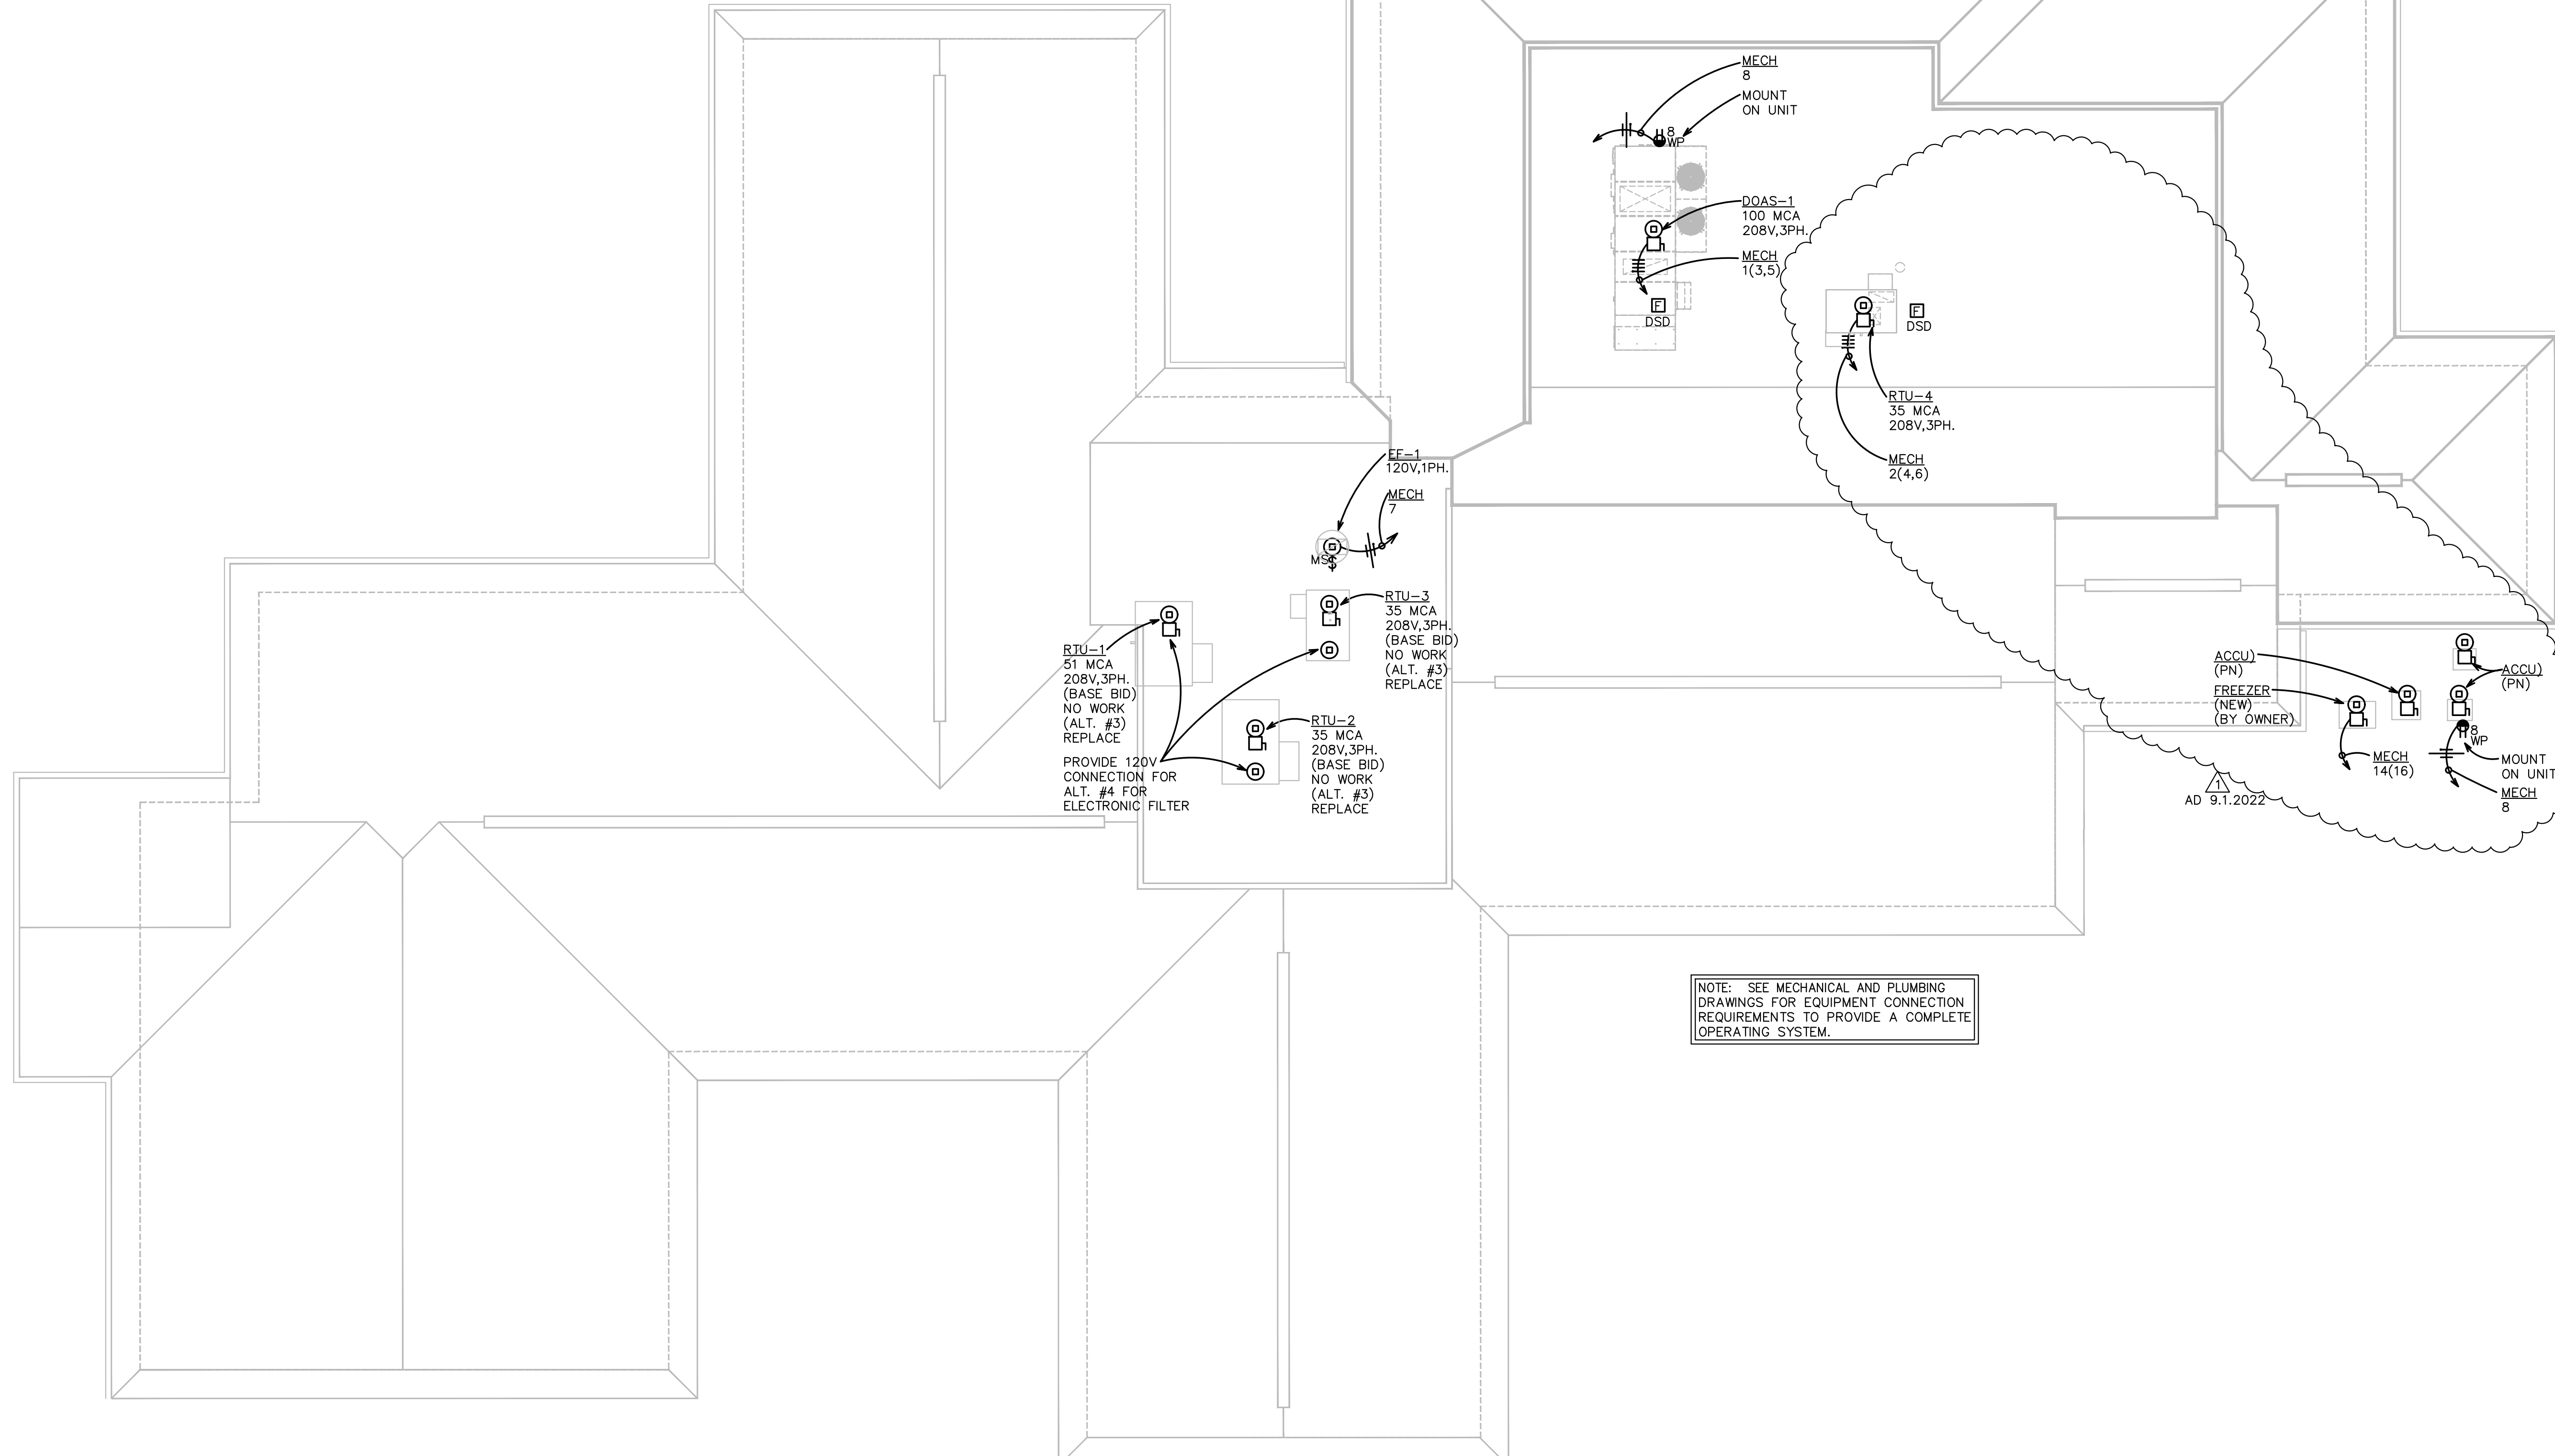 MECH
8
MOUNT
ON UNIT
8
WP
DOAS-1
100 MCA
208V,3PH.
MECH
1(3,5)
F
DSD
F
DSD
RTU-4
35 MCA
208V,3PH.
MECH
2(4,6)
EF-1
120V,1PH.
MECH
7
MS
$
RTU-3
35 MCA
208V,3PH.
(BASE BID)
NO WORK
(ALT. #3)
REPLACE
RTU-1
51 MCA
208V,3PH.
(BASE BID)
NO WORK
(ALT. #3)
REPLACE
RTU-2
35 MCA
208V,3PH.
(BASE BID)
NO WORK
(ALT. #3)
REPLACE
PROVIDE 120V
CONNECTION FOR
ALT. #4 FOR
ELECTRONIC FILTER
ACCU)
(PN)
FREEZER
(NEW)
(BY OWNER)
ACCU)
(PN)
8
WP
MECH
14(16)
MOUNT
ON UNIT
MECH
8
1
AD 9.1.2022
NOTE: SEE MECHANICAL AND PLUMBING
DRAWINGS FOR EQUIPMENT CONNECTION
REQUIREMENTS TO PROVIDE A COMPLETE
OPERATING SYSTEM.